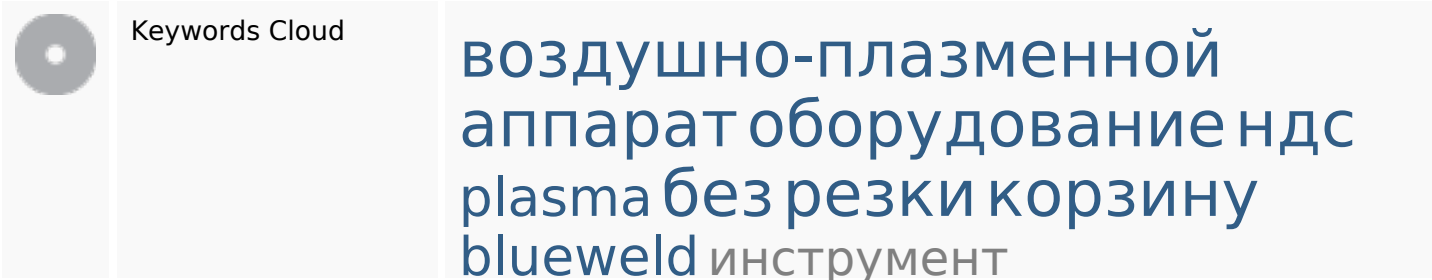 Keywords Cloud
воздушно-плазменной
аппарат оборудование ндс
plasma без резки корзину
blueweld инструмент